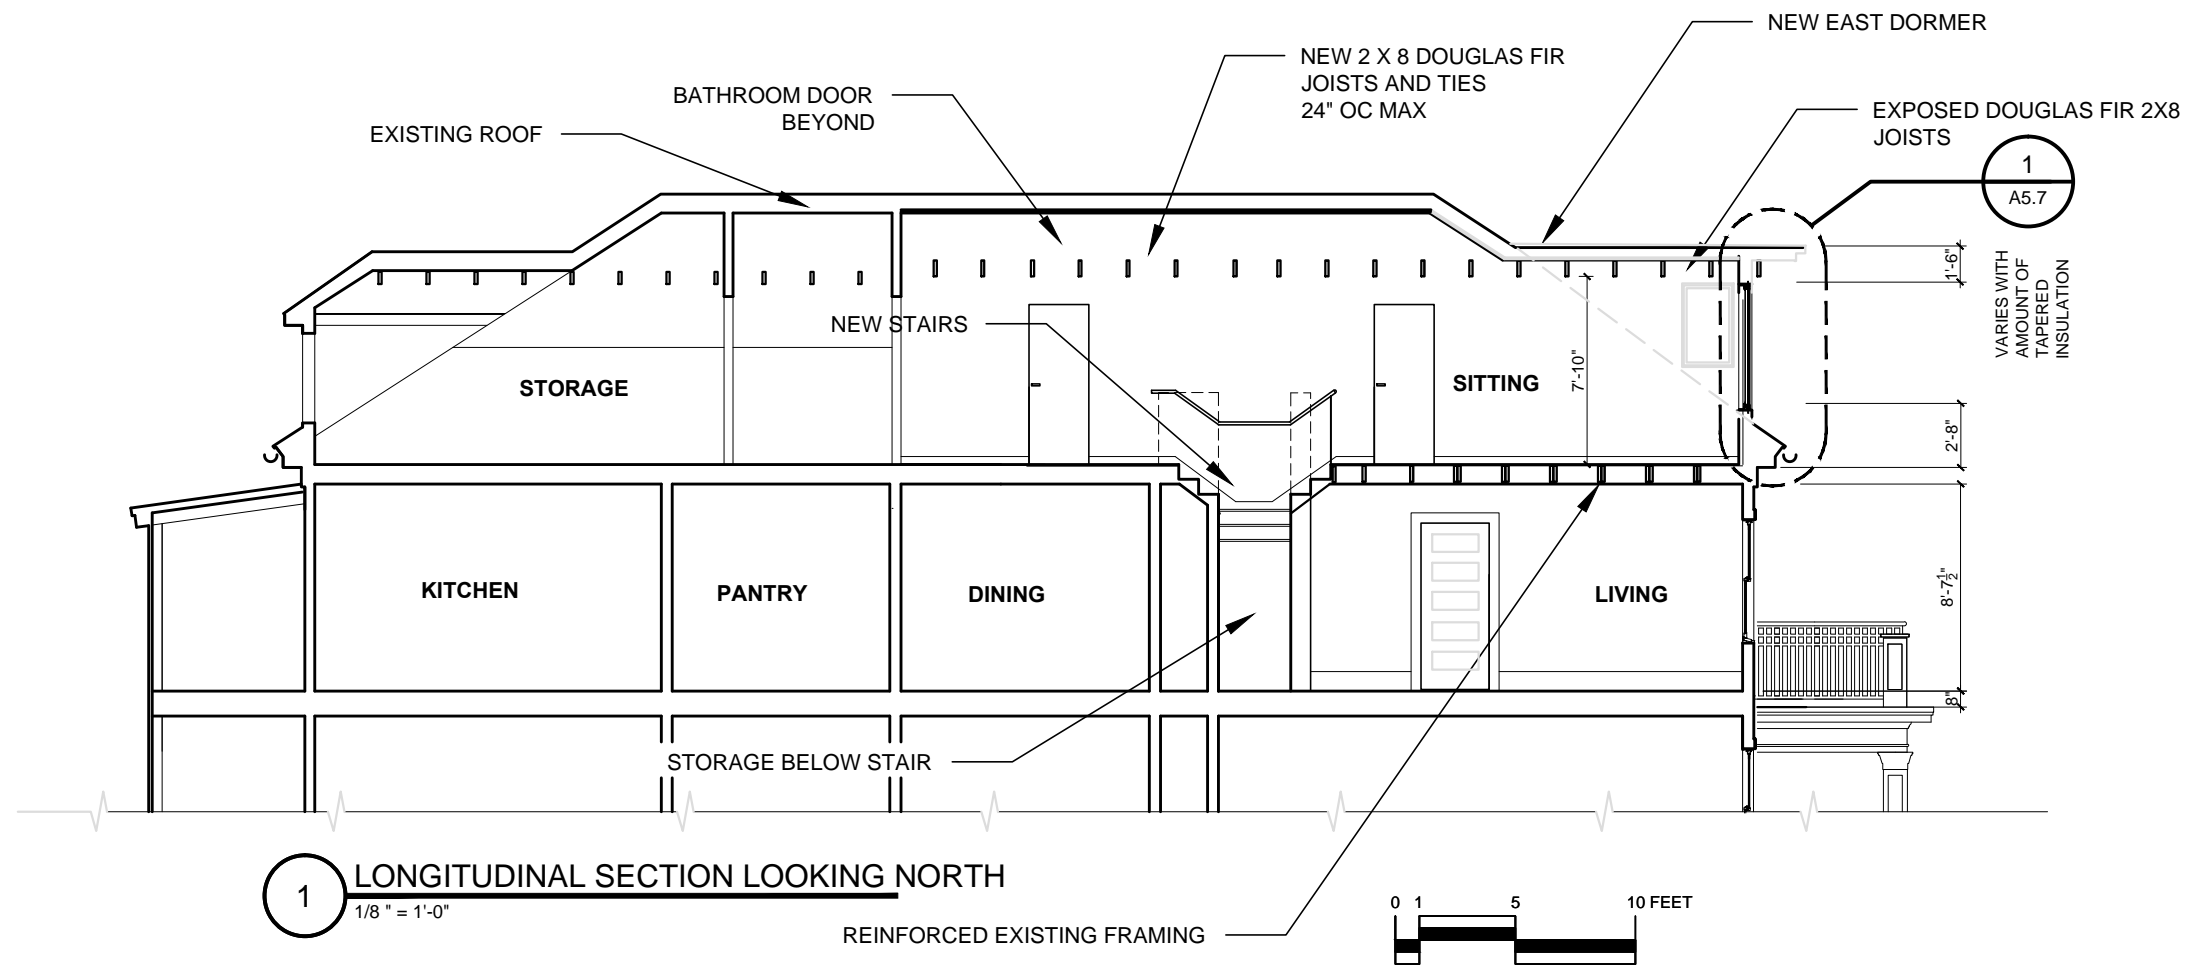 NEW EAST DORMER
NEW 2 X 8 DOUGLAS FIR
JOISTS AND TIES
24" OC MAX
BATHROOM DOOR
BEYOND
EXISTING ROOF
EXPOSED DOUGLAS FIR 2X8
JOISTS
1
A5.7
1'-6"
VARIES WITH
AMOUNT OF
TAPERED
INSULATION
NEW STAIRS
STORAGE
SITTING
7'-10"
2'-8"
KITCHEN
PANTRY
DINING
LIVING
8'-7½"
8"
STORAGE BELOW STAIR
1
LONGITUDINAL SECTION LOOKING NORTH
1/8 " = 1'-0"
REINFORCED EXISTING FRAMING
0 1 5 10 FEET